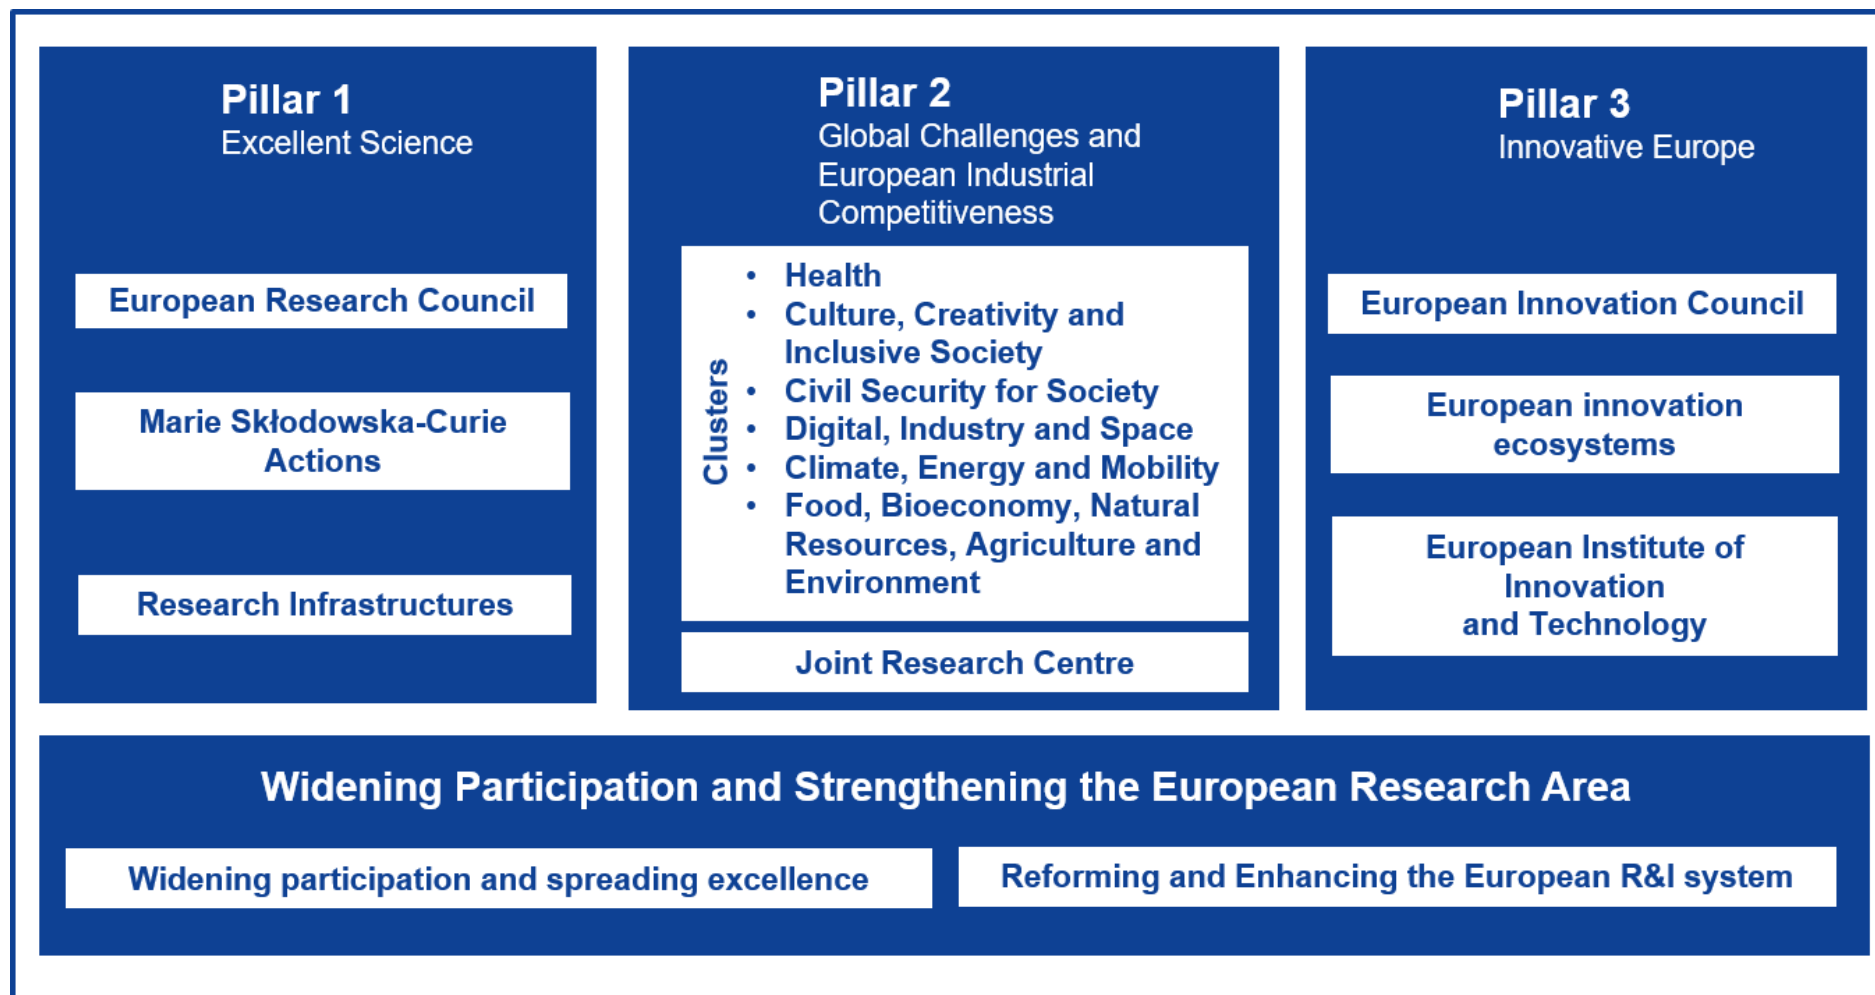 Pillar 1
Excellent Science
European Research Council
Marie Skłodowska-Curie
Actions
Research Infrastructures
Pillar 2
Global Challenges and
European Industrial
Competitiveness
Clusters
• Health
• Culture, Creativity and
Inclusive Society
• Civil Security for Society
• Digital, Industry and Space
• Climate, Energy and Mobility
• Food, Bioeconomy, Natural
Resources, Agriculture and
Environment
Joint Research Centre
Pillar 3
Innovative Europe
European Innovation Council
European innovation
ecosystems
European Institute of
Innovation
and Technology
Widening Participation and Strengthening the European Research Area
Widening participation and spreading excellence
Reforming and Enhancing the European R&I system